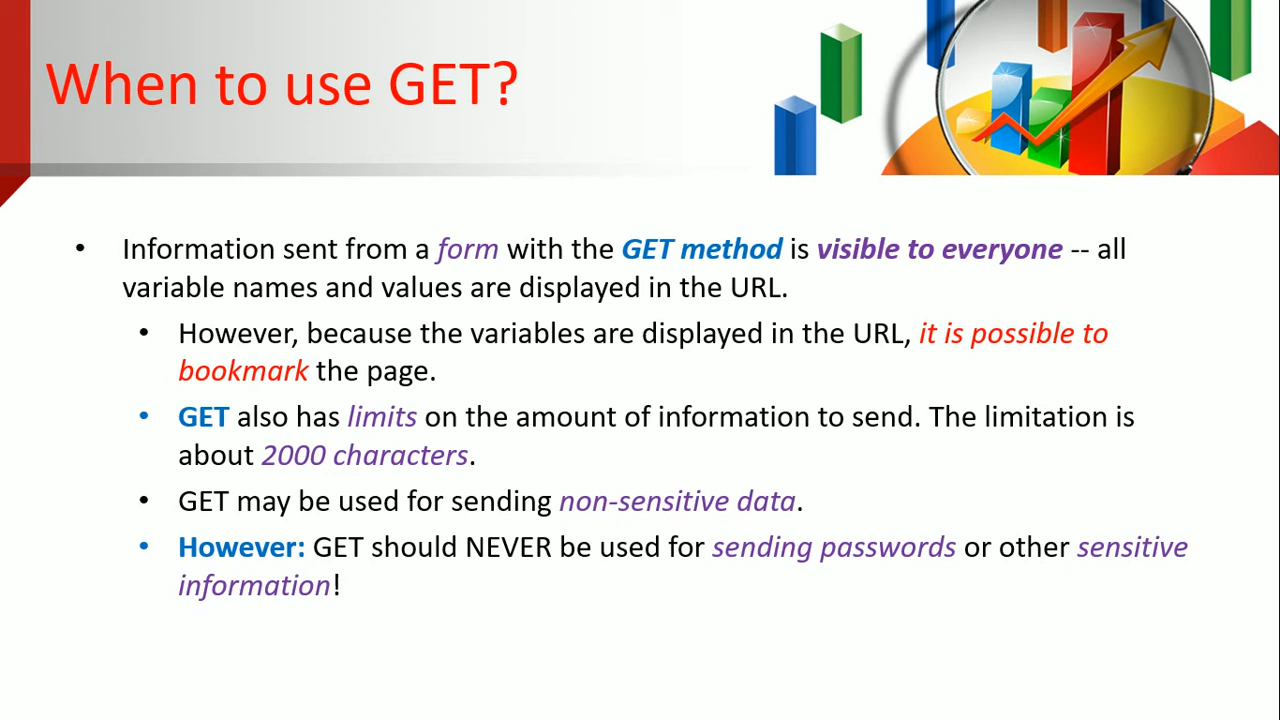 When to use GET?
• Information sent from a form with the GET method is visible to everyone -- all
variable names and values are displayed in the URL.
• However, because the variables are displayed in the URL, it is possible to
bookmark the page.
• GET also has limits on the amount of information to send. The limitation is
about 2000 characters.
• GET may be used for sending non-sensitive data.
• However: GET should NEVER be used for sending passwords or other sensitive
information!